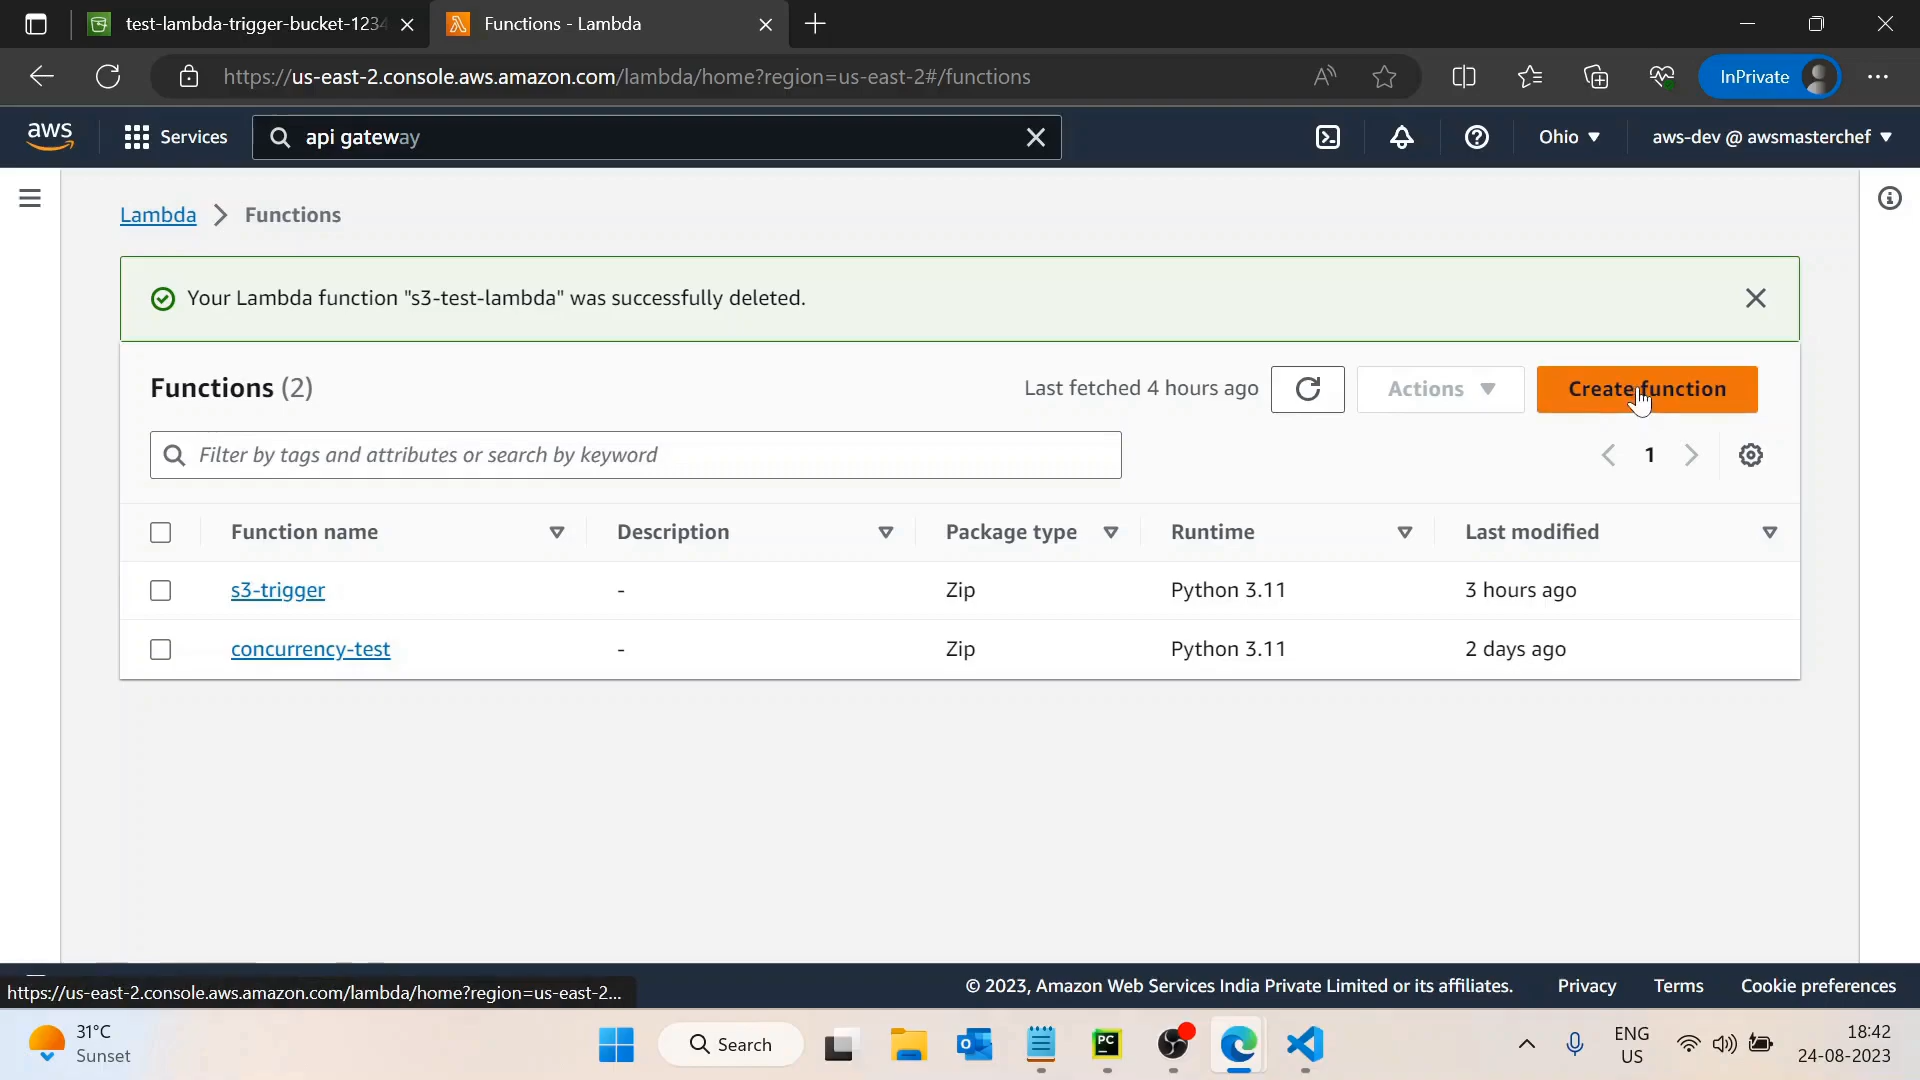 test-lambda-trigger-bucket-1234
Functions - Lambda
https://us-east-2.console.aws.amazon.com/lambda/home?region=us-east-2#/functions
InPrivate
aws
Services
api gateway
Ohio
aws-dev @ awsmasterchef
Lambda
Functions
Your Lambda function "s3-test-lambda" was successfully deleted.
Functions (2)
Last fetched 4 hours ago
Actions
Create function
Filter by tags and attributes or search by keyword
1
Function name
Description
Package type
Runtime
Last modified
s3-trigger
-
Zip
Python 3.11
3 hours ago
concurrency-test
-
Zip
Python 3.11
2 days ago
© 2023, Amazon Web Services India Private Limited or its affiliates.
Privacy
Terms
Cookie preferences
https://us-east-2.console.aws.amazon.com/lambda/home?region=us-east-2...
31°C
Sunset
Search
PC
ENG
US
18:42
24-08-2023